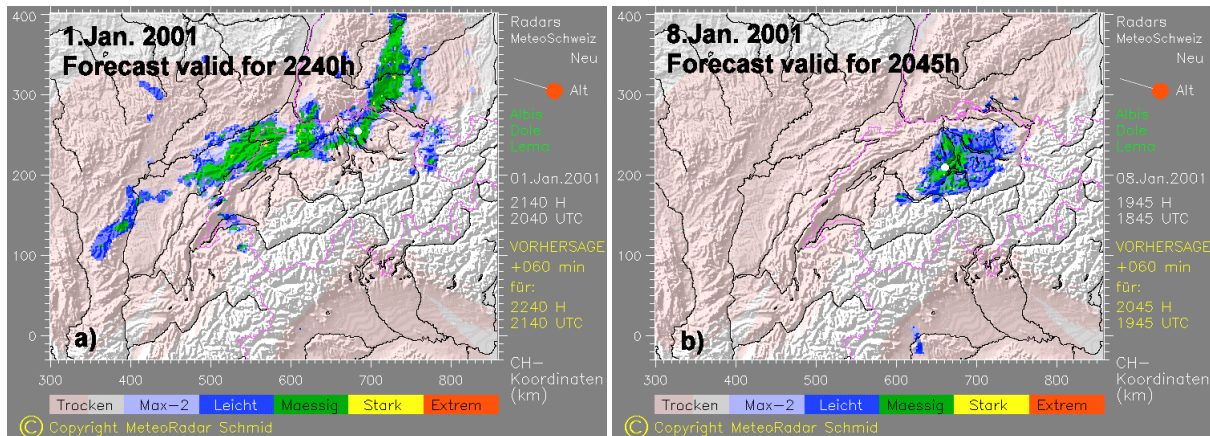 1.Jan. 2001
Forecast valid for 2240h
a)
400
300
200
100
0
300 400 500 600 700 800
Radars
MeteoSchweiz
Neu
Alt
Albis
Dole
Lema
01.Jan.2001
2140 H
2040 UTC
VORHERSAGE
+060 min
für:
2240 H
2140 UTC
CH-
Koordinaten
(km)
Trocken Max-2 Leicht Maessig Stark Extrem
© Copyright MeteoRadar Schmid
8.Jan. 2001
Forecast valid for 2045h
b)
400
300
200
100
0
300 400 500 600 700 800
Radars
MeteoSchweiz
Neu
Alt
Albis
Dole
Lema
08.Jan.2001
1945 H
1845 UTC
VORHERSAGE
+060 min
für:
2045 H
1945 UTC
CH-
Koordinaten
(km)
Trocken Max-2 Leicht Maessig Stark Extrem
© Copyright MeteoRadar Schmid